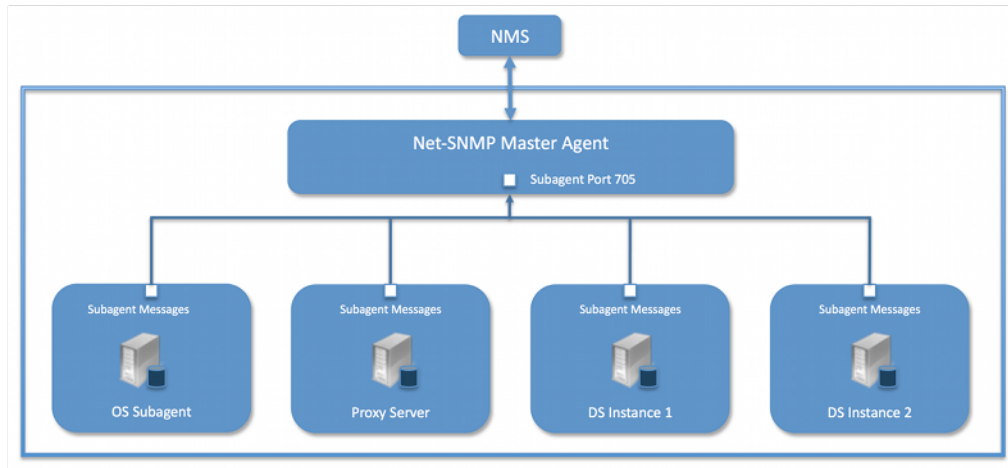 NMS
Net-SNMP Master Agent
Subagent Port 705
Subagent Messages
Subagent Messages
Subagent Messages
Subagent Messages
OS Subagent
Proxy Server
DS Instance 1
DS Instance 2